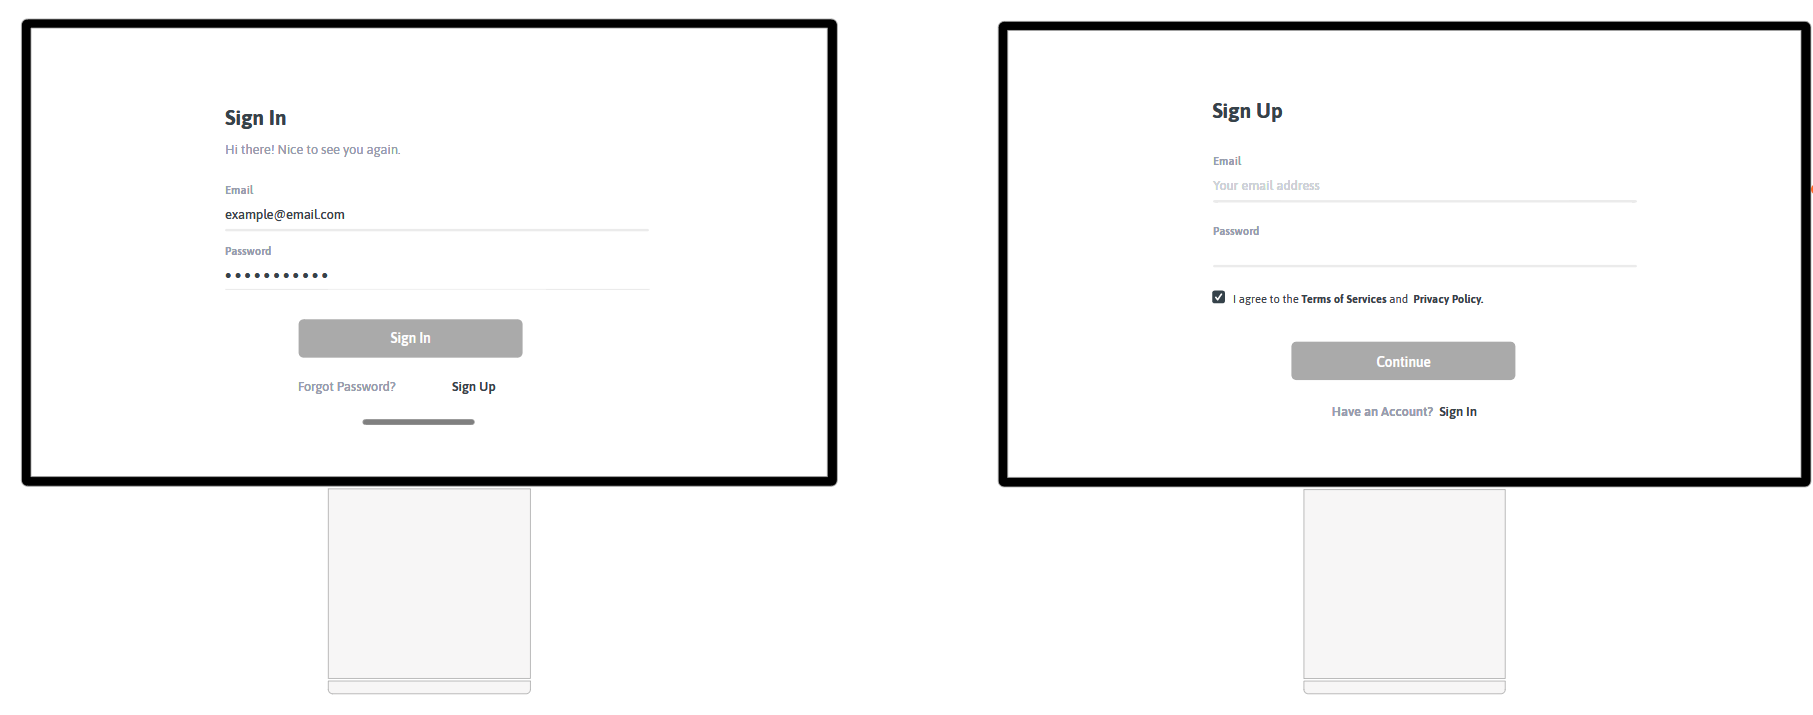 Sign In
Hi there! Nice to see you again.
Email
example@email.com
Password
•••••••••••
Sign In
Forgot Password? Sign Up
Sign Up
Email
Your email address
Password
I agree to the Terms of Services and Privacy Policy.
Continue
Have an Account? Sign In